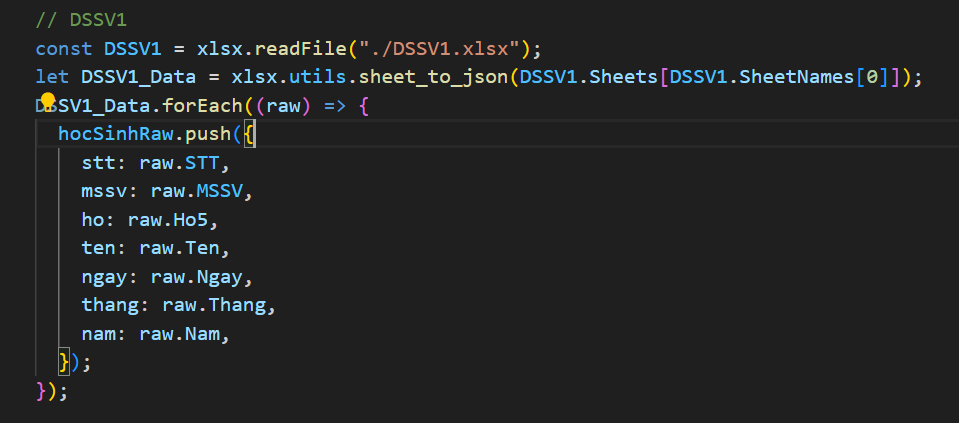 // DSSV1
const DSSV1 = xlsx.readFile("./DSSV1.xlsx");
let DSSV1_Data = xlsx.utils.sheet_to_json(DSSV1.Sheets[DSSV1.SheetNames[0]]);
DSSV1_Data.forEach((raw) => {
  hocSinhRaw.push({
    stt: raw.STT,
    mssv: raw.MSSV,
    ho: raw.Ho5,
    ten: raw.Ten,
    ngay: raw.Ngay,
    thang: raw.Thang,
    nam: raw.Nam,
  });
});